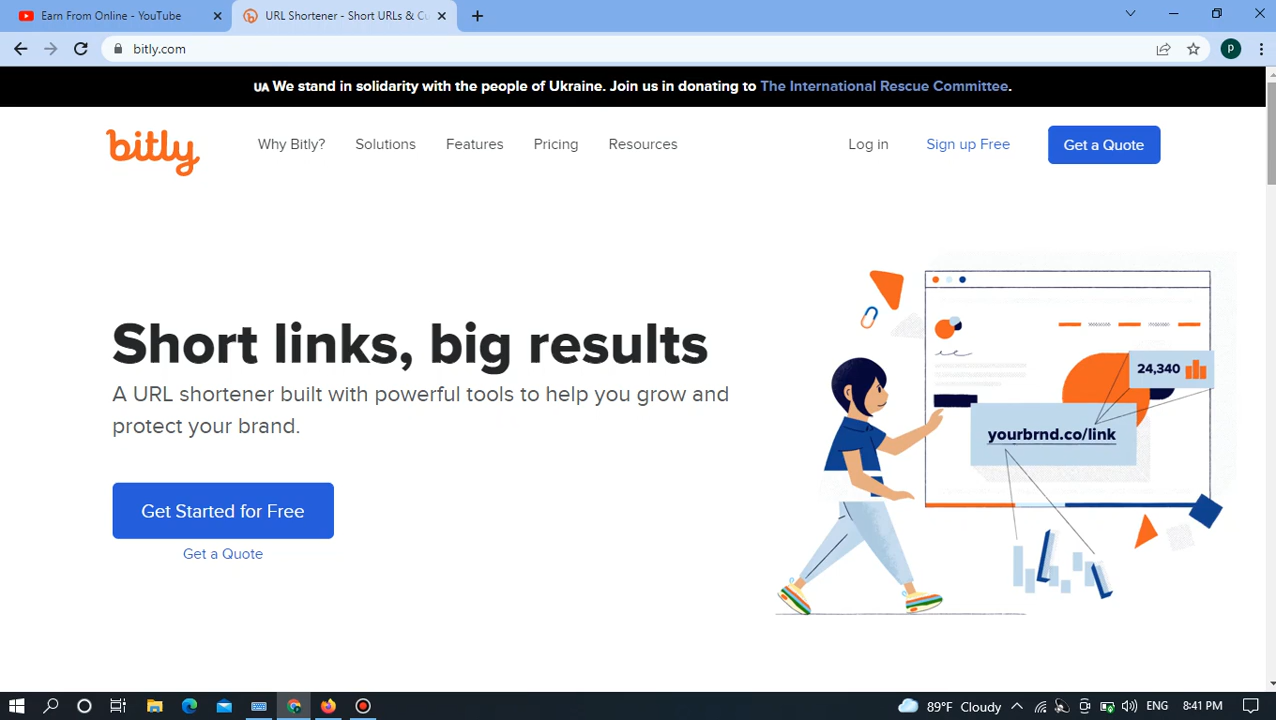 Earn From Online - YouTube
URL Shortener - Short URLs & Cu
bitly.com
P
UA We stand in solidarity with the people of Ukraine. Join us in donating to The International Rescue Committee.
bitly
Why Bitly?
Solutions
Features
Pricing
Resources
Log in
Sign up Free
Get a Quote
Short links, big results
A URL shortener built with powerful tools to help you grow and
protect your brand.
Get Started for Free
Get a Quote
24,340
yourbrnd.co/link
89°F Cloudy
ENG
8:41 PM